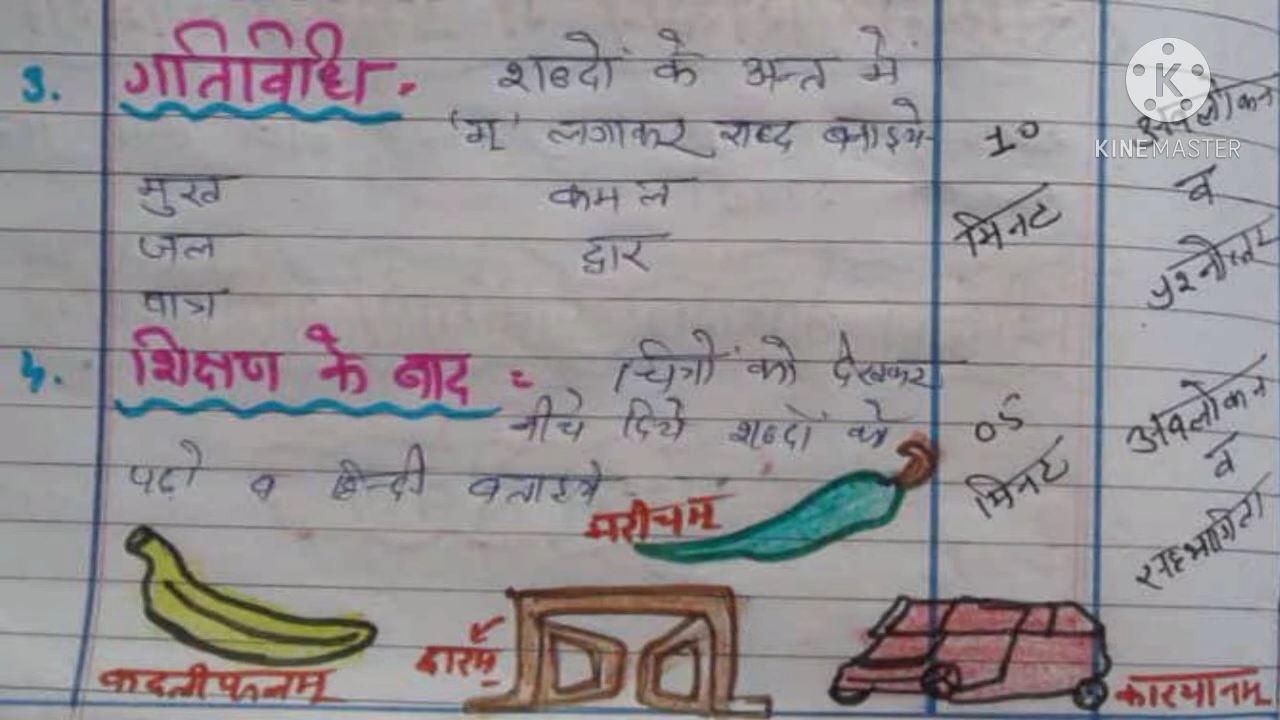 3. गतिविधि - शब्दों के अन्त में
'म्' लगाकर शब्द बनाइये- 10 मिनट अवलोकन व प्रश्नोत्तर
मुख कमल
जल द्वार
पात्र
4. शिक्षण के बाद = चित्रों को देखकर
नीचे दिये शब्दों को 05 मिनट अवलोकन व सहभागिता
पढ़ो व हिन्दी बताइये
मरीचम्
कदलीफलम्
द्वारम्
कारयानम्
K
KINEMASTER